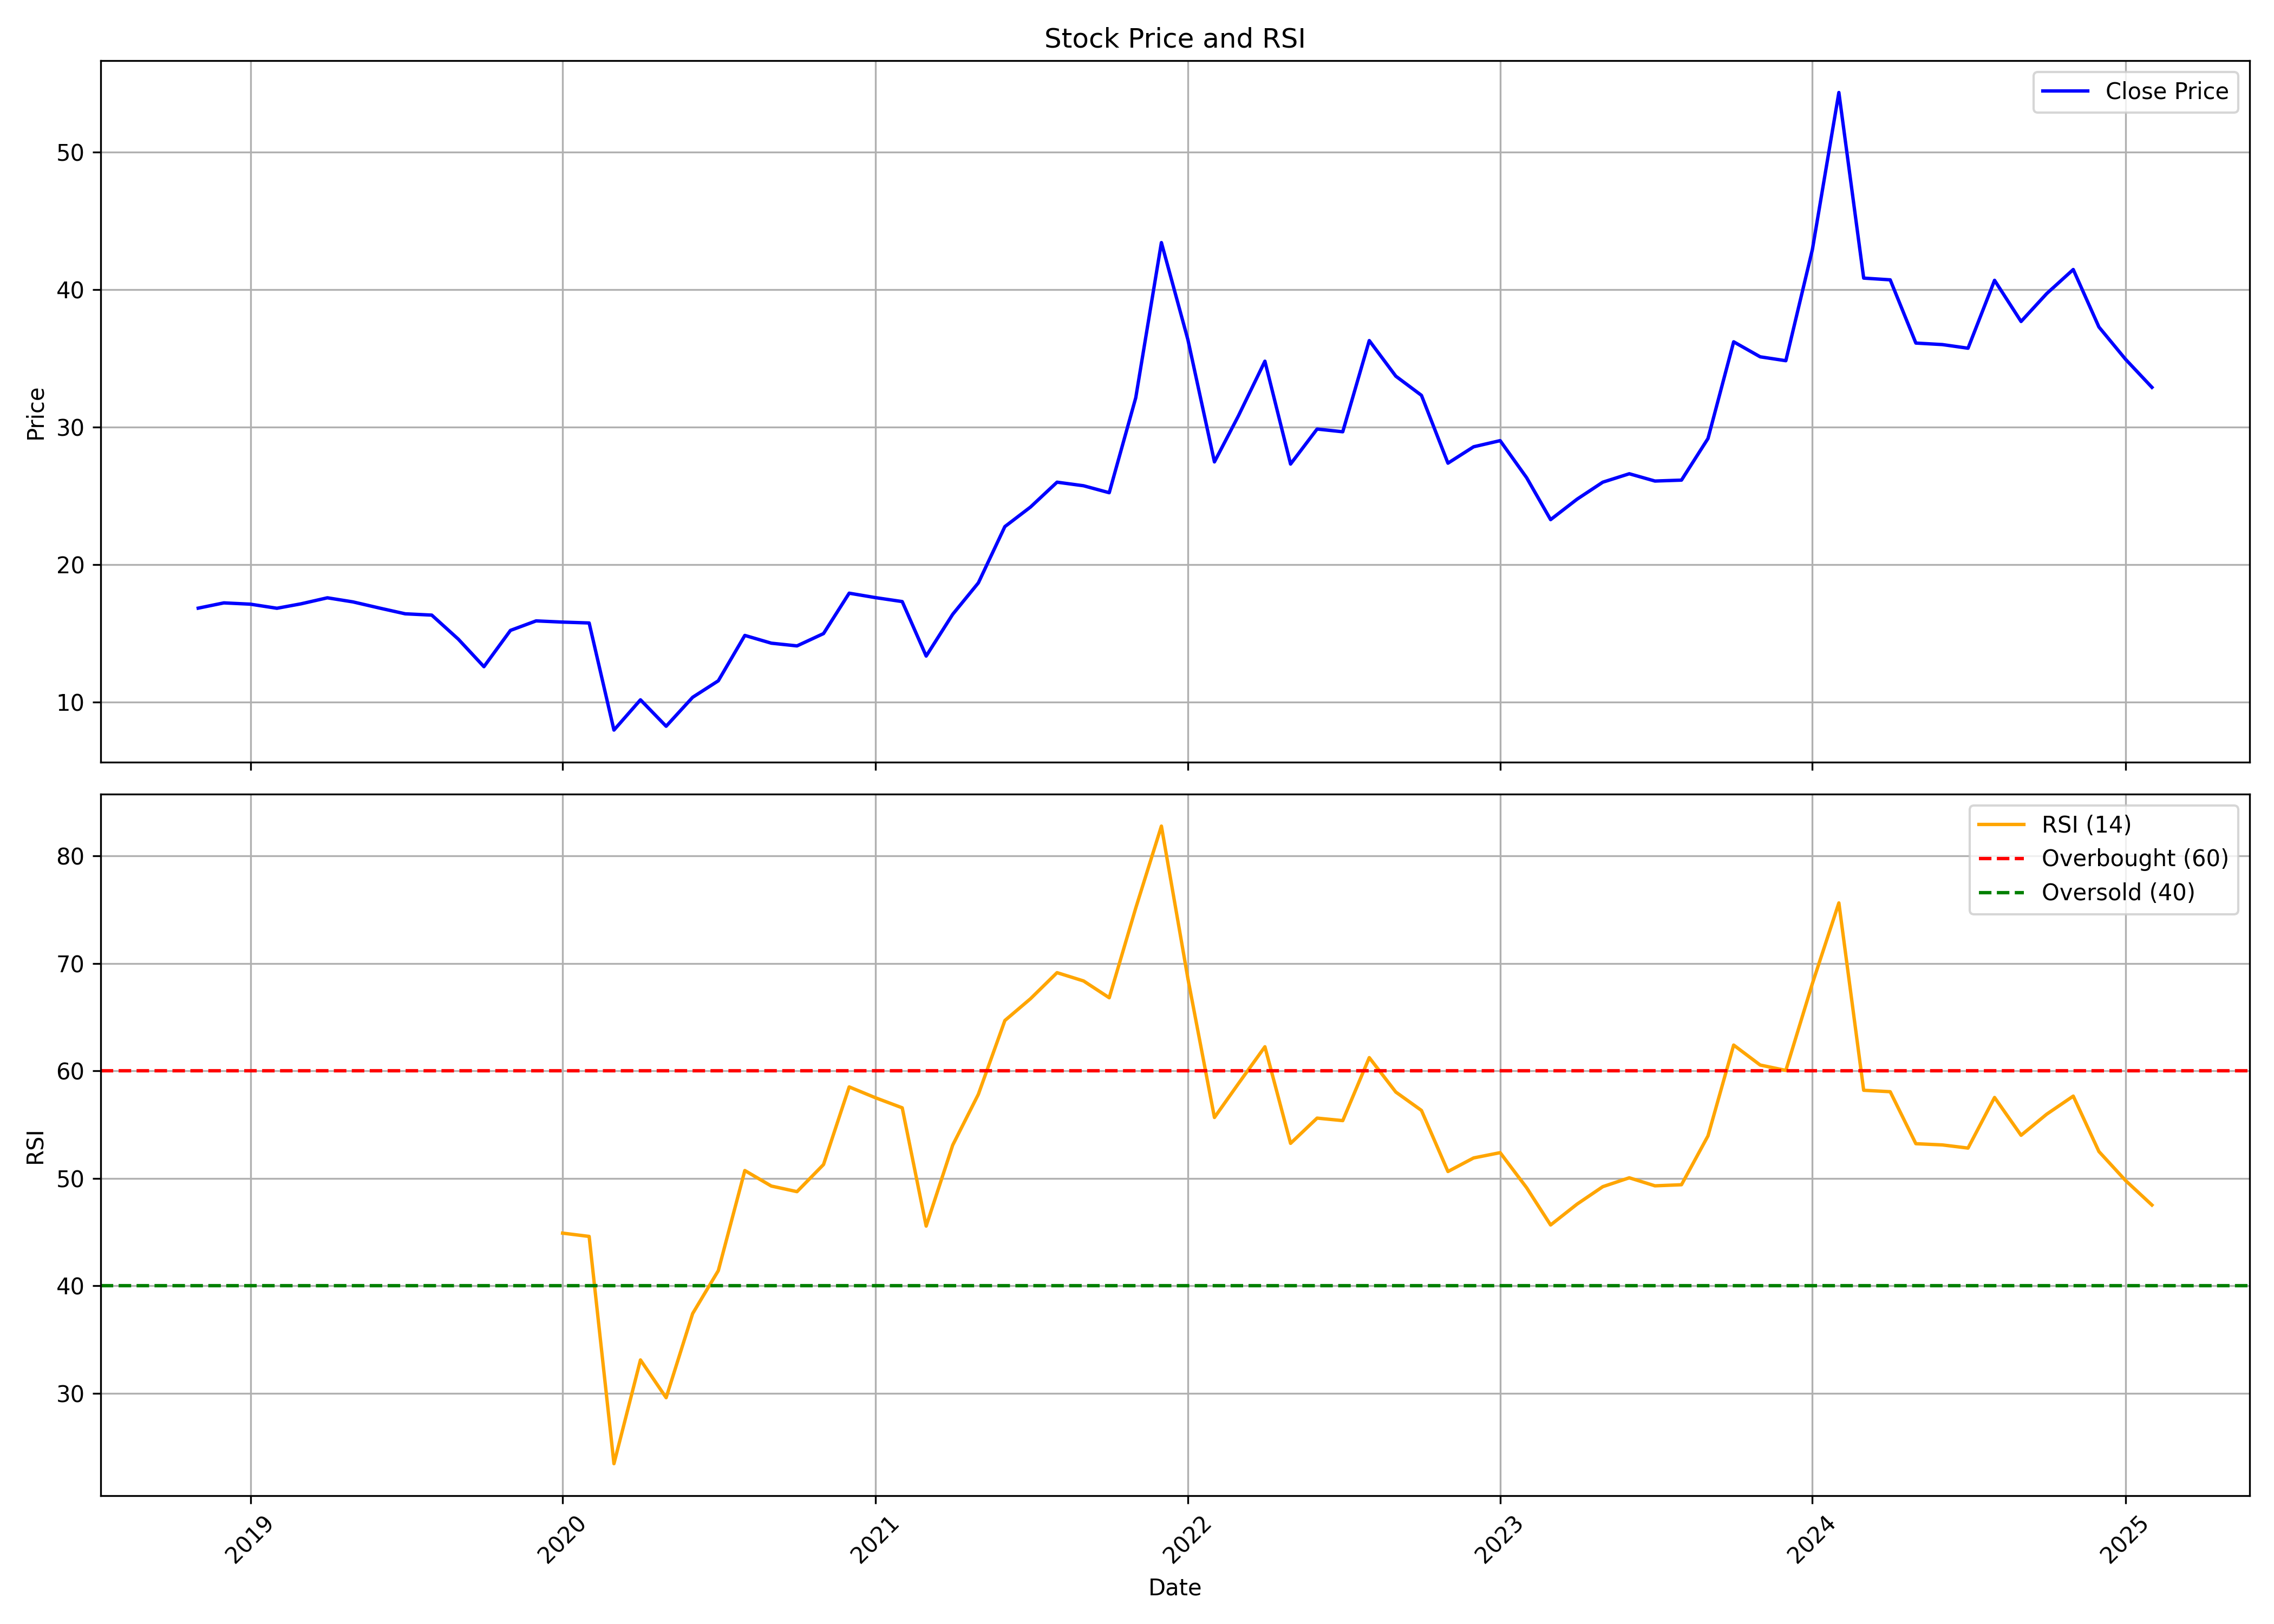 Stock Price and RSI
Close Price
Price
50
40
30
20
10
RSI (14)
Overbought (60)
Oversold (40)
RSI
80
70
60
50
40
30
2019
2020
2021
2022
2023
2024
2025
Date